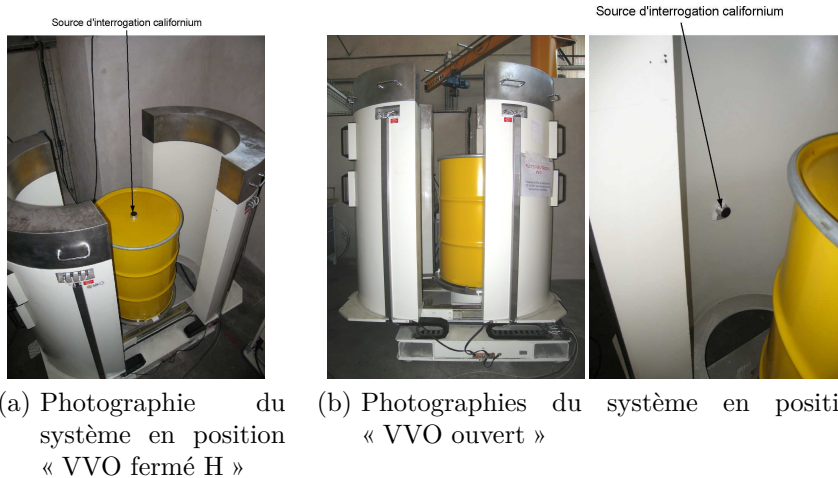 Source d'interrogation californium
Source d'interrogation californium
(a) Photographie du
système en position
« VVO fermé H »
(b) Photographies du système en
« VVO ouvert »